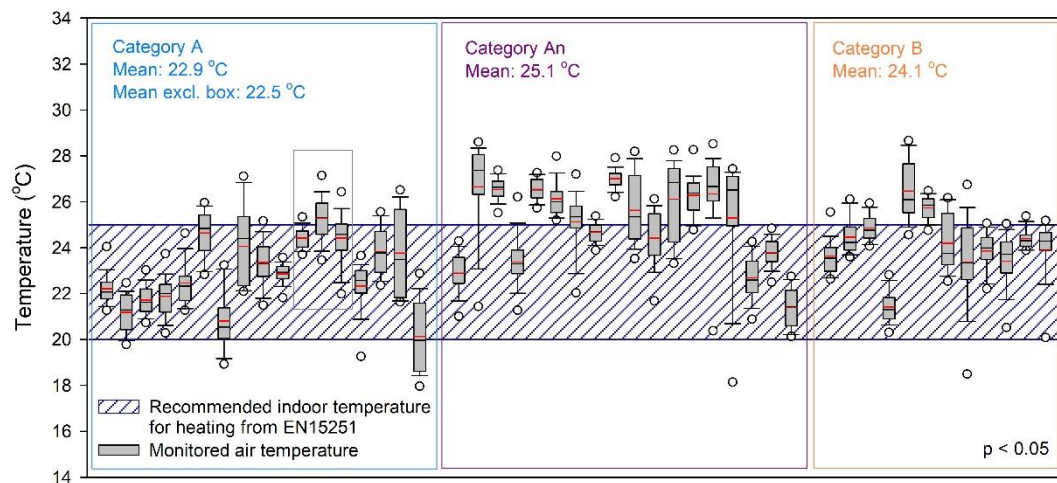 34
32
30
28
26
24
22
20
18
16
14
Temperature (°C)
Category A
Mean: 22.9 °C
Mean excl. box: 22.5 °C
Category An
Mean: 25.1 °C
Category B
Mean: 24.1 °C
Recommended indoor temperature
for heating from EN15251
Monitored air temperature
p < 0.05